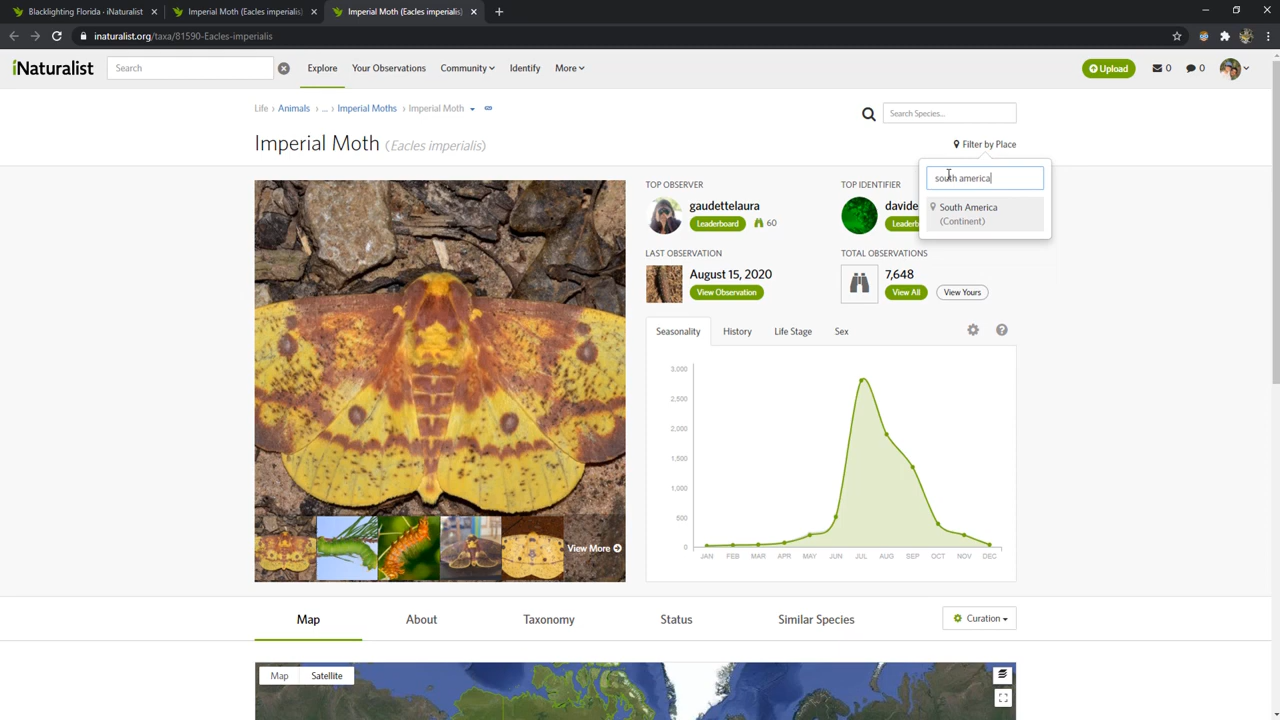 Backlighting Florida - iNaturalist
Imperial Moth (Eacles imperialis)
Imperial Moth (Eacles imperialis)
inaturalist.org/taxa/81590-Eacles-imperialis
iNaturalist
Search
Explore
Your Observations
Community
Identify
More
Upload
0
0
Life › Animals › ... › Imperial Moths › Imperial Moth
Search Species...
Imperial Moth (Eacles imperialis)
Filter by Place
south america
South America
(Continent)
TOP OBSERVER
gaudettelaura
Leaderboard
60
TOP IDENTIFIER
davide
LAST OBSERVATION
August 15, 2020
View Observation
TOTAL OBSERVATIONS
7,648
View All
View Yours
Seasonality
History
Life Stage
Sex
3,000
2,500
2,000
1,500
1,000
500
0
JAN FEB MAR APR MAY JUN JUL AUG SEP OCT NOV DEC
View More
Map
About
Taxonomy
Status
Similar Species
Curation
Map
Satellite